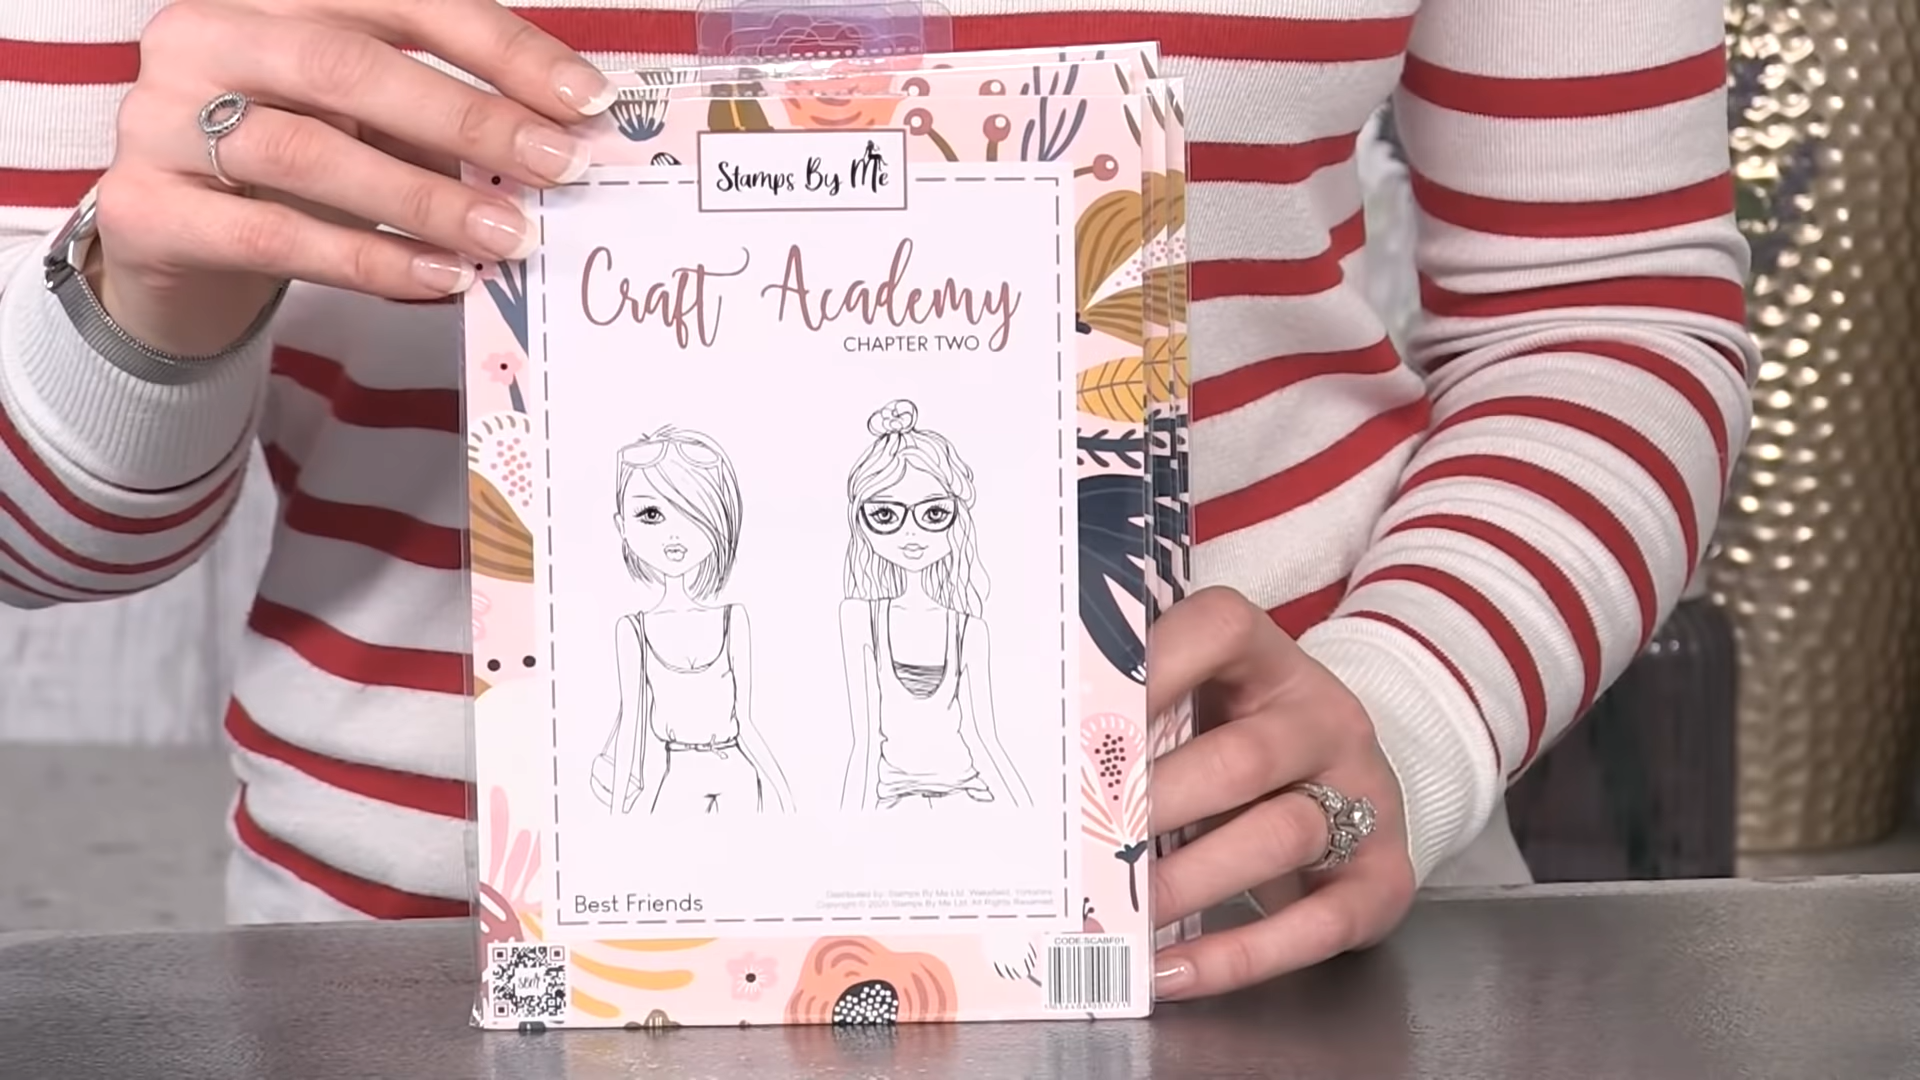 Stamps By Me
Craft Academy
CHAPTER TWO
Best Friends
Distributed by: Stamps By Me Ltd. Wakefield, Yorkshire
Copyright © 2020 Stamps By Me Ltd. All Rights Reserved
CODE:SCABF01
sbm